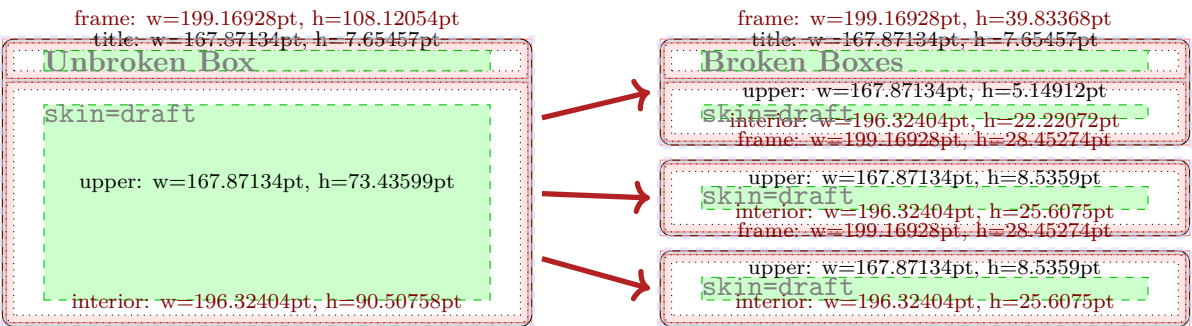 frame: w=199.16928pt, h=108.12054pt
title: w=167.87134pt, h=7.65457pt
Unbroken Box
skin=draft
upper: w=167.87134pt, h=73.43599pt
interior: w=196.32404pt, h=90.50758pt
frame: w=199.16928pt, h=39.83368pt
title: w=167.87134pt, h=7.65457pt
Broken Boxes
upper: w=167.87134pt, h=5.14912pt
skin=draft
interior: w=196.32404pt, h=22.22072pt
frame: w=199.16928pt, h=28.45274pt
upper: w=167.87134pt, h=8.5359pt
skin=draft
interior: w=196.32404pt, h=25.6075pt
frame: w=199.16928pt, h=28.45274pt
upper: w=167.87134pt, h=8.5359pt
skin=draft
interior: w=196.32404pt, h=25.6075pt